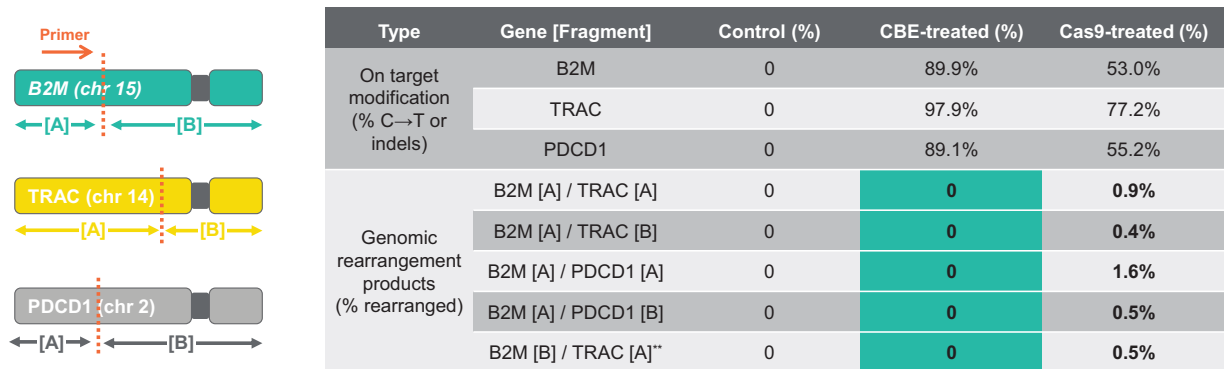 Primer
B2M (chr 15)
[A] [B]
TRAC (chr 14)
[A] [B]
PDCD1 (chr 2)
[A] [B]
Type Gene [Fragment] Control (%) CBE-treated (%) Cas9-treated (%)
On target
modification
(% C→T or
indels)
B2M 0 89.9% 53.0%
TRAC 0 97.9% 77.2%
PDCD1 0 89.1% 55.2%
Genomic
rearrangement
products
(% rearranged)
B2M [A] / TRAC [A] 0 0 0.9%
B2M [A] / TRAC [B] 0 0 0.4%
B2M [A] / PDCD1 [A] 0 0 1.6%
B2M [A] / PDCD1 [B] 0 0 0.5%
B2M [B] / TRAC [A]** 0 0 0.5%